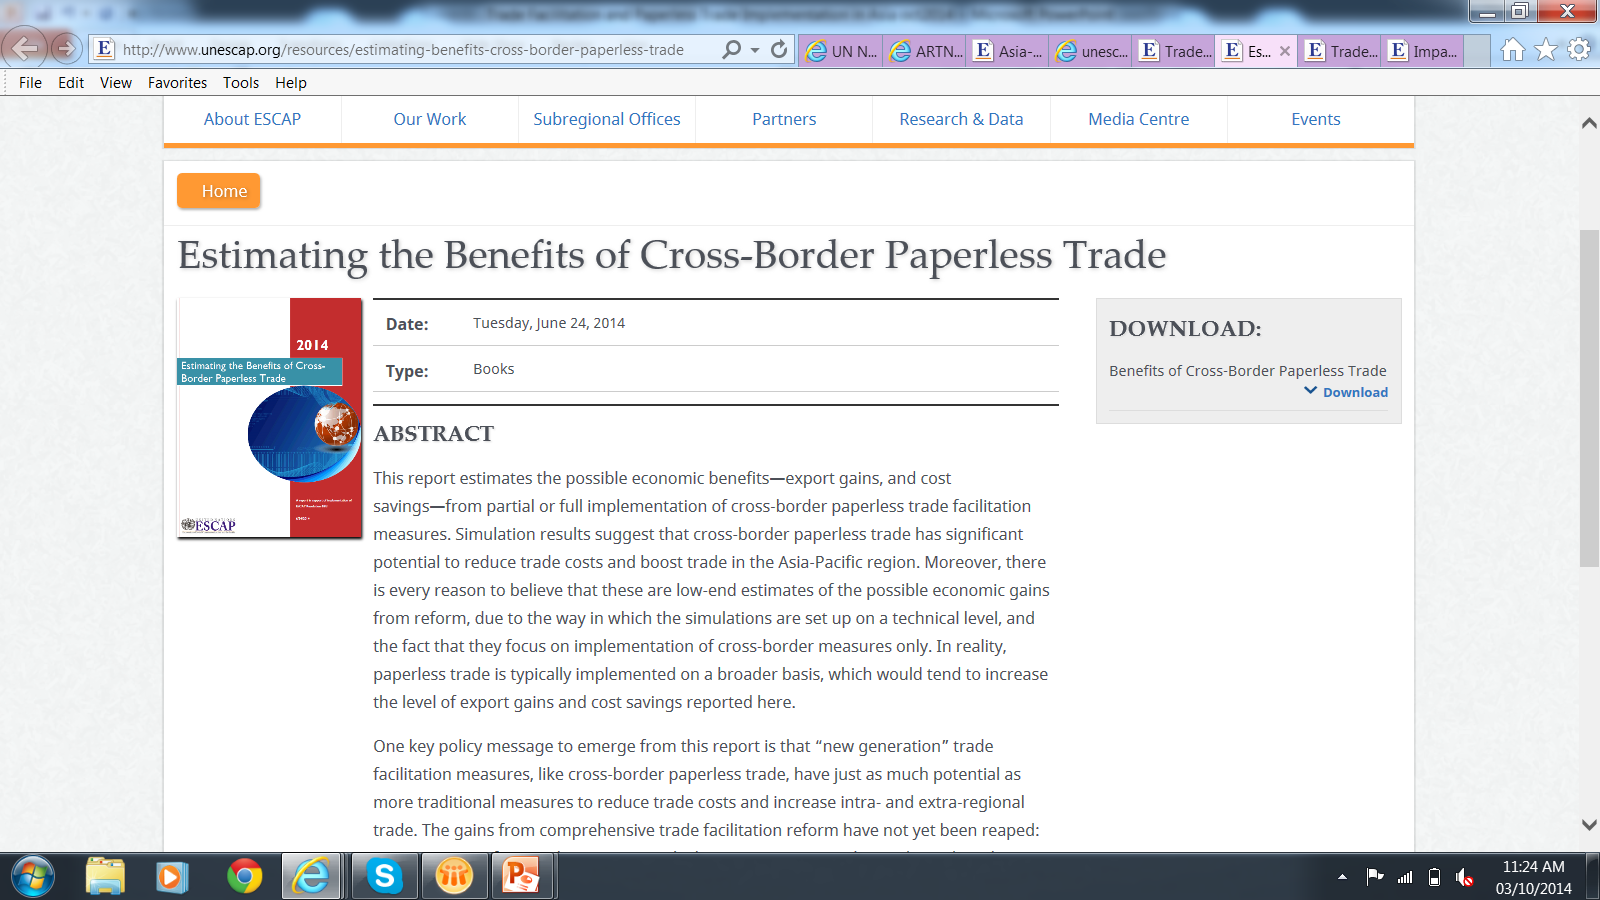 http://www.unescap.org/resources/estimating-benefits-cross-border-paperless-trade
UN N...
ARTN...
Asia-...
unesc...
Trade...
Es...
Trade...
Impa...
File Edit View Favorites Tools Help
About ESCAP
Our Work
Subregional Offices
Partners
Research & Data
Media Centre
Events
Home
Estimating the Benefits of Cross-Border Paperless Trade
2014
Estimating the Benefits of Cross-
Border Paperless Trade
ESCAP
Date: Tuesday, June 24, 2014
Type: Books
ABSTRACT
This report estimates the possible economic benefits—export gains, and cost
savings—from partial or full implementation of cross-border paperless trade facilitation
measures. Simulation results suggest that cross-border paperless trade has significant
potential to reduce trade costs and boost trade in the Asia-Pacific region. Moreover, there
is every reason to believe that these are low-end estimates of the possible economic gains
from reform, due to the way in which the simulations are set up on a technical level, and
the fact that they focus on implementation of cross-border measures only. In reality,
paperless trade is typically implemented on a broader basis, which would tend to increase
the level of export gains and cost savings reported here.
One key policy message to emerge from this report is that “new generation” trade
facilitation measures, like cross-border paperless trade, have just as much potential as
more traditional measures to reduce trade costs and increase intra- and extra-regional
trade. The gains from comprehensive trade facilitation reform have not yet been reaped:
DOWNLOAD:
Benefits of Cross-Border Paperless Trade
Download
11:24 AM
03/10/2014